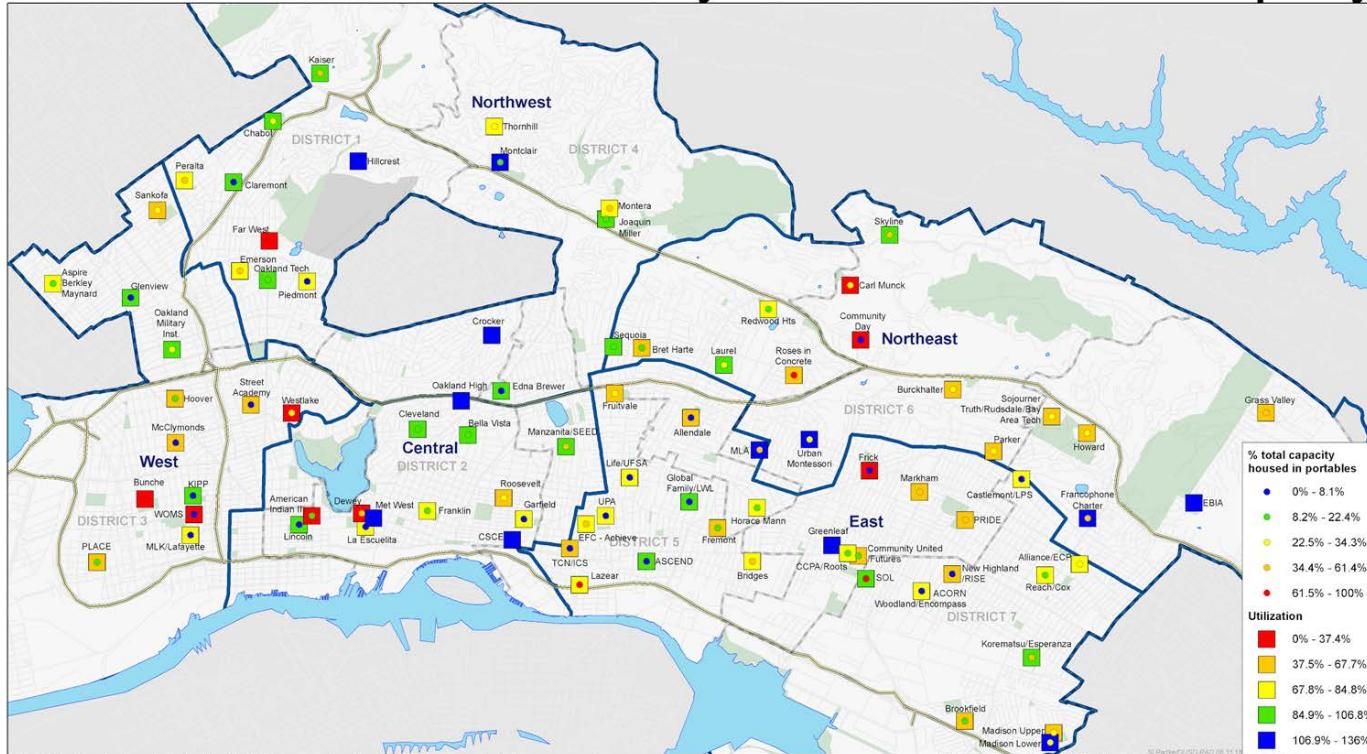 Kaiser
Northwest
Chabot
Thornhill
DISTRICT 1
DISTRICT 4
Hillcrest
Montclair
Peralta
Claremont
Sankofa
Montera
Joaquin
Miller
Skyline
Far West
Emerson
Oakland Tech
Piedmont
Aspire
Berkley
Maynard
Glenview
Carl Munck
Oakland
Military
Inst.
Crocker
Redwood Hts
Community
Day
Northeast
Sequoia
Bret Harte
Laurel
Roses in
Concrete
Hoover
Street
Academy
Westlake
Oakland High
Edna Brewer
Fruitvale
Burckhalter
Sojourner
Truth/Rudsdale/Bay
Area Tech
Grass Valley
DISTRICT 6
Cleveland
Bella Vista
Allendale
Howard
McClymonds
Manzanita/SEED
MLA
Urban
Montessori
Parker
West
Central
DISTRICT 2
Bunche
KIPP
Life/UFSA
Frick
Castlemont/LPS
Roosevelt
Global
Family/LWL
Markham
Francophone
Charter
EBIA
WOMS
DISTRICT 3
American
Indian III
Dewey
Met West
Franklin
Garfield
UPA
Horace Mann
East
PRIDE
Lincoln
La Escuelita
MLK/Lafayette
CSCE
EFC - Achieve
DISTRICT 5
Fremont
Greenleaf
PLACE
TCN/ICS
ASCEND
Bridges
CCPA/Roots
Community United
/Futures
Alliance/ECP
Lazear
SOL
New Highland
/RISE
Reach/Cox
ACORN
Woodland/Encompass
DISTRICT 7
Korematsu/Esperanza
Brookfield
Madison Upper
Madison Lower
% total capacity
housed in portables
0% - 8.1%
8.2% - 22.4%
22.5% - 34.3%
34.4% - 61.4%
61.5% - 100%
Utilization
0% - 37.4%
37.5% - 67.7%
67.8% - 84.8%
84.9% - 106.8%
106.9% - 136%